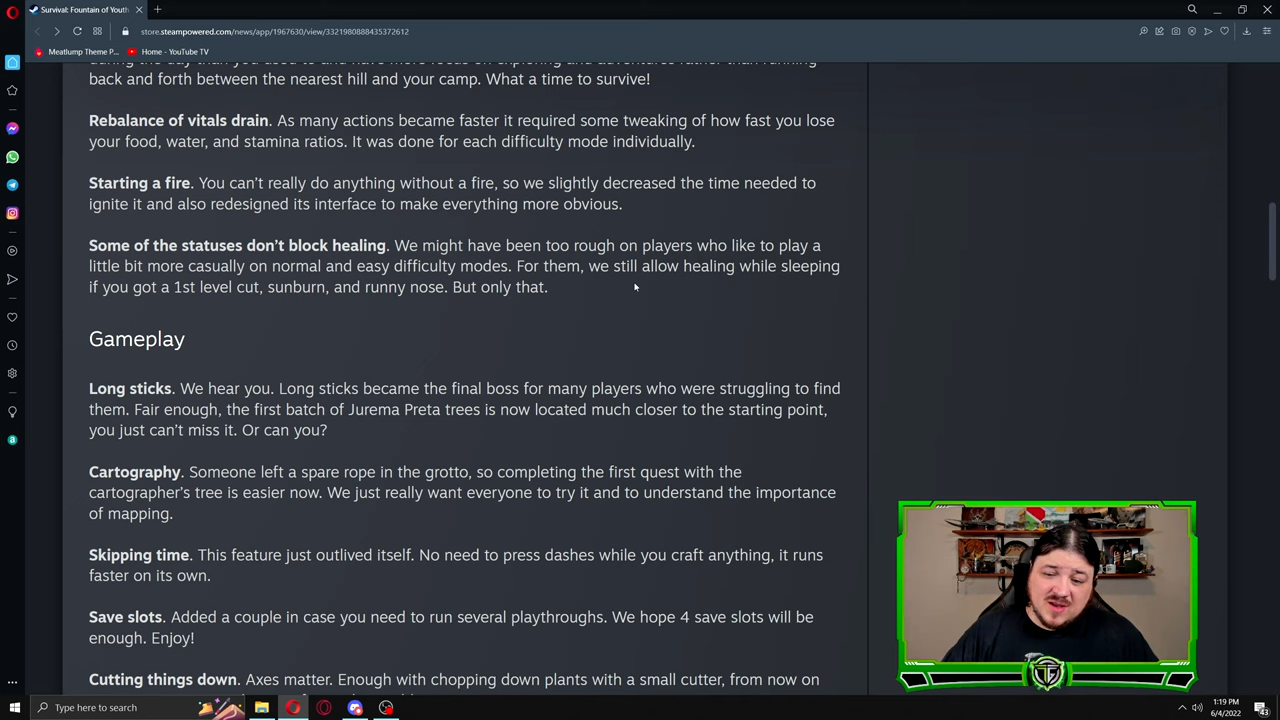 Survival: Fountain of Youth
store.steampowered.com/news/app/1967630/view/3321980888435372612
Meatlump Theme P...
Home - YouTube TV
back and forth between the nearest hill and your camp. What a time to survive!
Rebalance of vitals drain. As many actions became faster it required some tweaking of how fast you lose
your food, water, and stamina ratios. It was done for each difficulty mode individually.
Starting a fire. You can’t really do anything without a fire, so we slightly decreased the time needed to
ignite it and also redesigned its interface to make everything more obvious.
Some of the statuses don’t block healing. We might have been too rough on players who like to play a
little bit more casually on normal and easy difficulty modes. For them, we still allow healing while sleeping
if you got a 1st level cut, sunburn, and runny nose. But only that.
Gameplay
Long sticks. We hear you. Long sticks became the final boss for many players who were struggling to find
them. Fair enough, the first batch of Jurema Preta trees is now located much closer to the starting point,
you just can’t miss it. Or can you?
Cartography. Someone left a spare rope in the grotto, so completing the first quest with the
cartographer’s tree is easier now. We just really want everyone to try it and to understand the importance
of mapping.
Skipping time. This feature just outlived itself. No need to press dashes while you craft anything, it runs
faster on its own.
Save slots. Added a couple in case you need to run several playthroughs. We hope 4 save slots will be
enough. Enjoy!
Cutting things down. Axes matter. Enough with chopping down plants with a small cutter, from now on
Type here to search
1:19 PM
6/4/2022
43